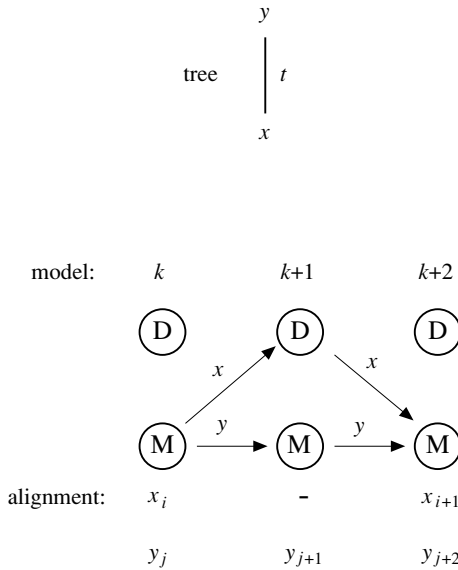 y
tree t
x
model: k k+1 k+2
D D D
x x
y y
M M M
alignment: x_i - x_{i+1}
y_j y_{j+1} y_{j+2}